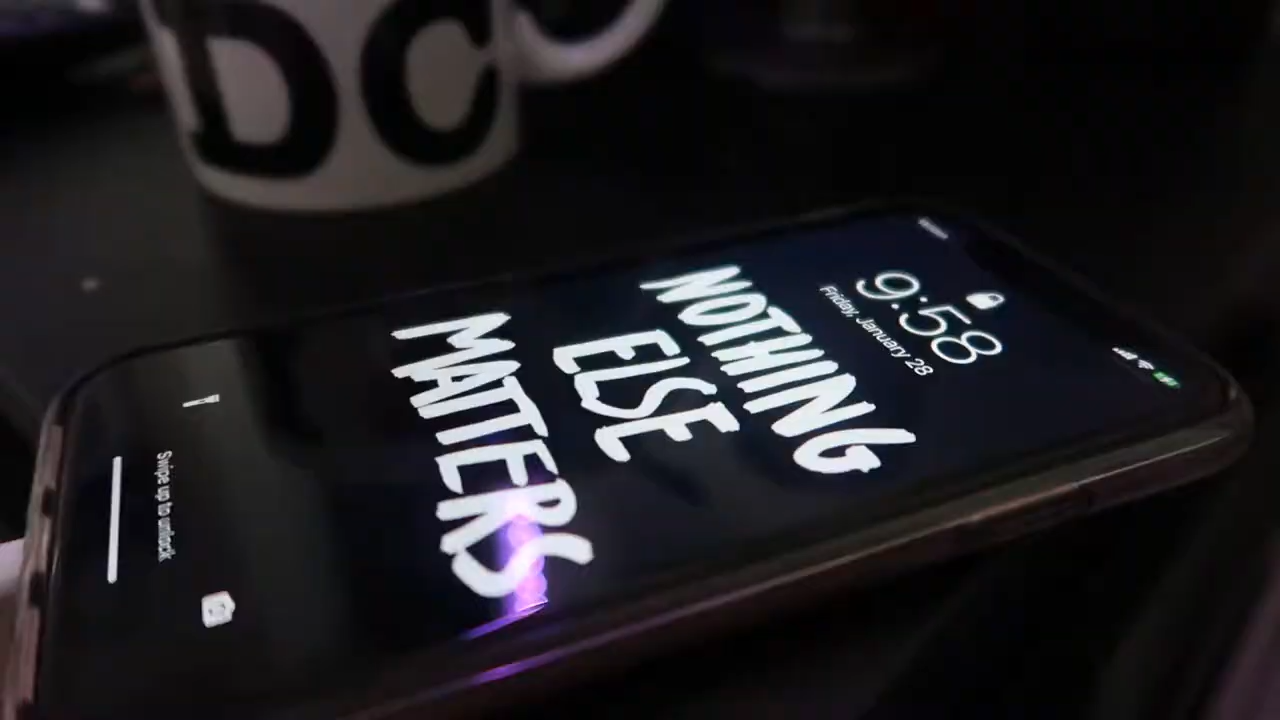 DC
9:58
Friday, January 28
NOTHING
ELSE
MATTERS
Swipe up to unlock